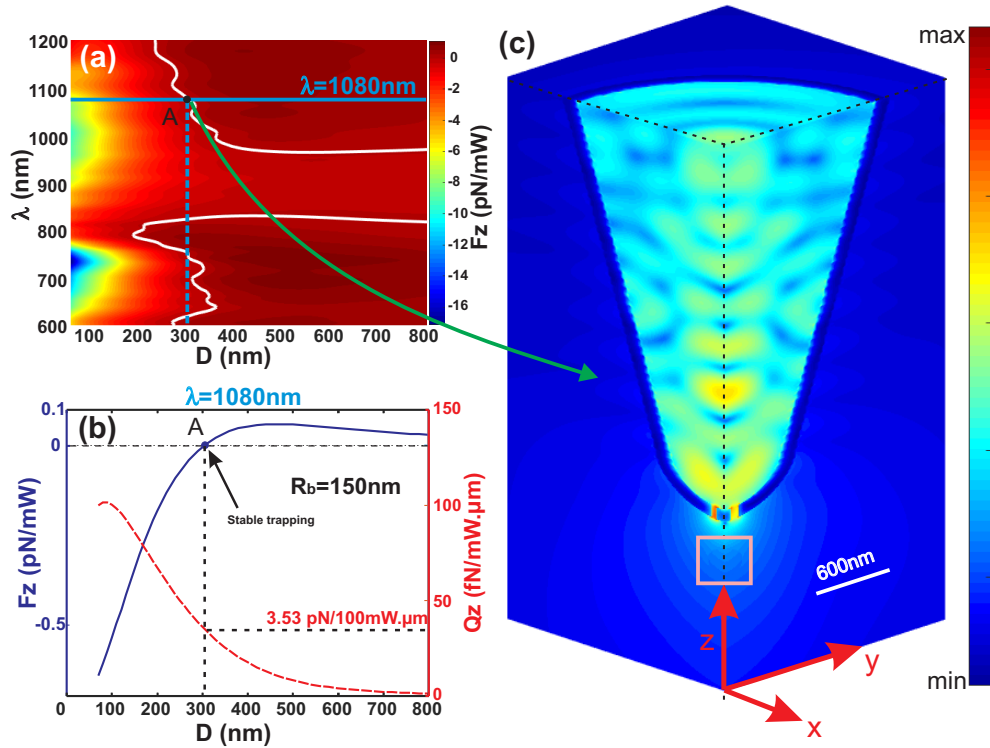 (a)
λ=1080nm
A
1200
1100
1000
900
800
700
600
λ (nm)
100 200 300 400 500 600 700 800
D (nm)
0
-2
-4
-6
-8
-10
-12
-14
-16
Fz (pN/mW)
(b)
λ=1080nm
A
0.1
0
-0.5
Fz (pN/mW)
R_b=150nm
Stable trapping
3.53 pN/100mW.µm
150
100
50
0
Qz (fN/mW.µm)
0 100 200 300 400 500 600 700 800
D (nm)
(c)
max
min
600nm
z
y
x